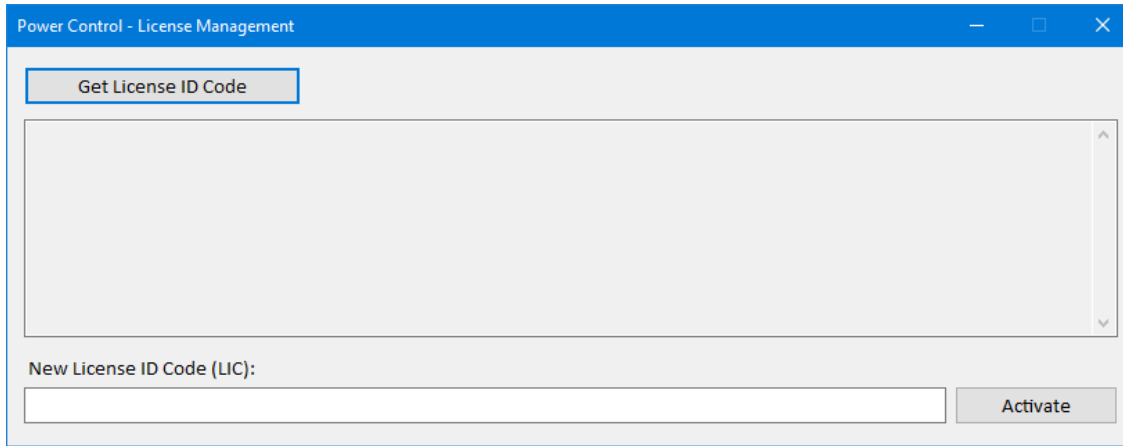 Power Control - License Management
Get License ID Code
New License ID Code (LIC):
Activate